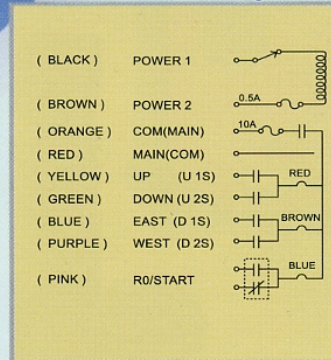 ( BLACK ) POWER 1
( BROWN ) POWER 2 0.5A
( ORANGE ) COM(MAIN) 10A
( RED ) MAIN(COM)
( YELLOW ) UP (U 1S) RED
( GREEN ) DOWN (U 2S)
( BLUE ) EAST (D 1S) BROWN
( PURPLE ) WEST (D 2S)
( PINK ) R0/START BLUE